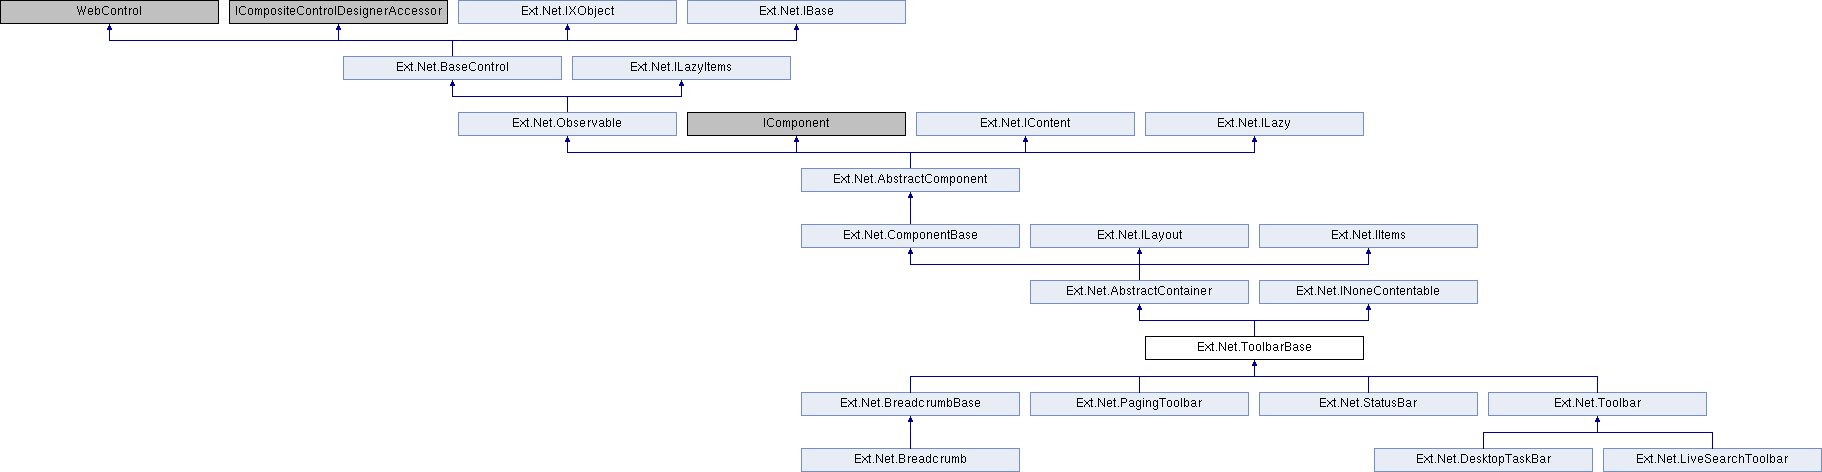 WebControl
ICompositeControlDesignerAccessor
Ext.Net.IXObject
Ext.Net.IBase
Ext.Net.BaseControl
Ext.Net.ILazyItems
Ext.Net.Observable
IComponent
Ext.Net.IContent
Ext.Net.ILazy
Ext.Net.AbstractComponent
Ext.Net.ComponentBase
Ext.Net.ILayout
Ext.Net.IItems
Ext.Net.AbstractContainer
Ext.Net.INoneContentable
Ext.Net.ToolbarBase
Ext.Net.BreadcrumbBase
Ext.Net.PagingToolbar
Ext.Net.StatusBar
Ext.Net.Toolbar
Ext.Net.Breadcrumb
Ext.Net.DesktopTaskBar
Ext.Net.LiveSearchToolbar